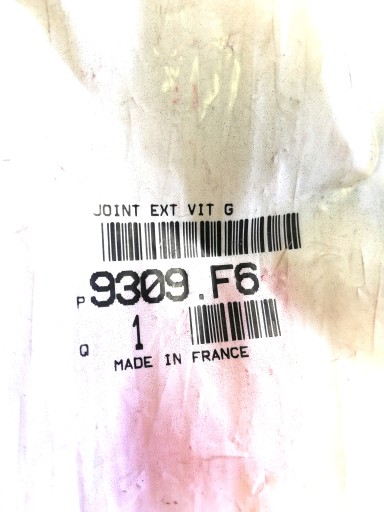 JOINT EXT VIT G
P 9309.F6
Q 1
MADE IN FRANCE